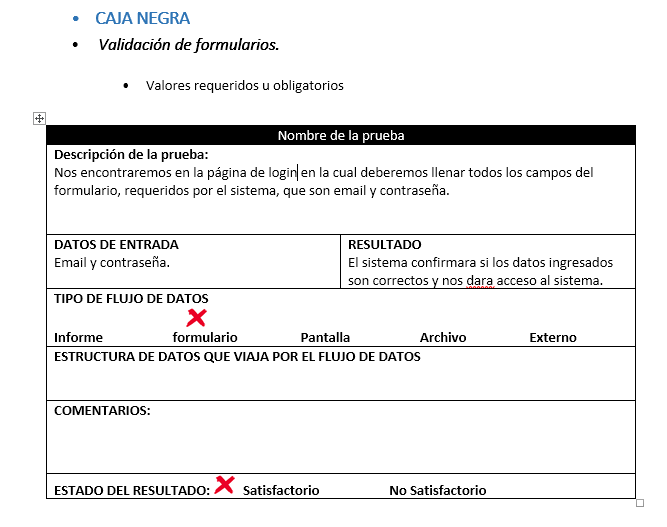 CAJA NEGRA
Validación de formularios.
Valores requeridos u obligatorios
Nombre de la prueba
Descripción de la prueba:
Nos encontraremos en la página de login en la cual deberemos llenar todos los campos del
formulario, requeridos por el sistema, que son email y contraseña.
DATOS DE ENTRADA
Email y contraseña.
RESULTADO
El sistema confirmara si los datos ingresados
son correctos y nos dara acceso al sistema.
TIPO DE FLUJO DE DATOS
Informe formulario Pantalla Archivo Externo
ESTRUCTURA DE DATOS QUE VIAJA POR EL FLUJO DE DATOS
COMENTARIOS:
ESTADO DEL RESULTADO: Satisfactorio No Satisfactorio